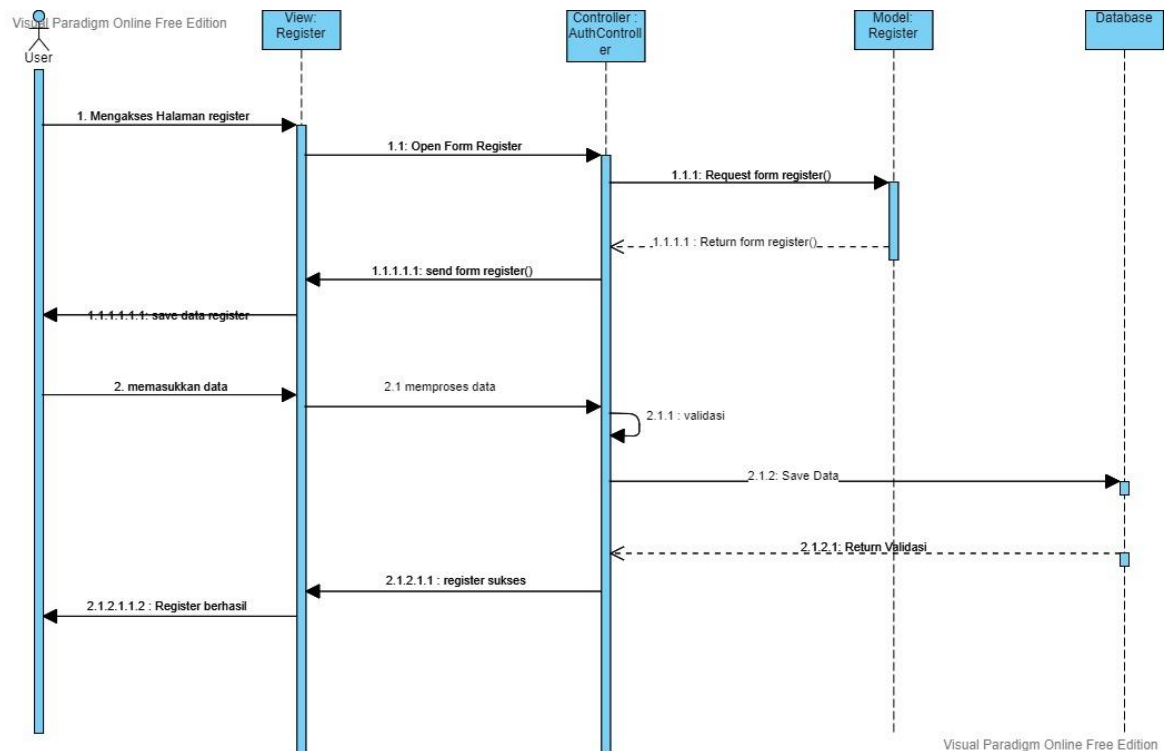 Visual Paradigm Online Free Edition
User
View:
Register
Controller :
AuthControll
er
Model:
Register
Database
1. Mengakses Halaman register
1.1: Open Form Register
1.1.1: Request form register()
1.1.1.1 : Return form register()
1.1.1.1.1: send form register()
1.1.1.1.1.1: save data register
2. memasukkan data
2.1 memproses data
2.1.1 : validasi
2.1.2: Save Data
2.1.2.1: Return Validasi
2.1.2.1.1 : register sukses
2.1.2.1.1.2 : Register berhasil
Visual Paradigm Online Free Edition